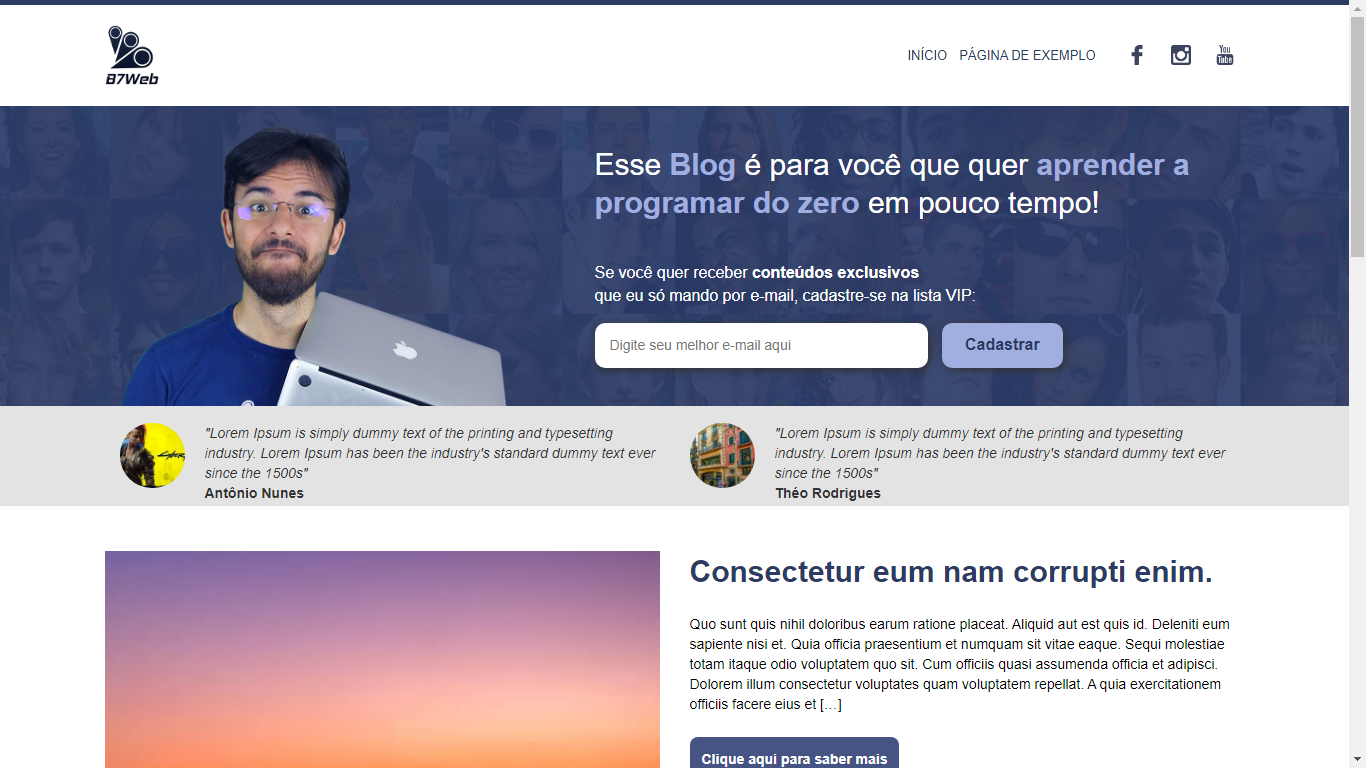 B7Web
INÍCIO PÁGINA DE EXEMPLO
You
Tube
Esse Blog é para você que quer aprender a
programar do zero em pouco tempo!
Se você quer receber conteúdos exclusivos
que eu só mando por e-mail, cadastre-se na lista VIP:
Digite seu melhor e-mail aqui
Cadastrar
"Lorem Ipsum is simply dummy text of the printing and typesetting
industry. Lorem Ipsum has been the industry's standard dummy text ever
since the 1500s"
Antônio Nunes
"Lorem Ipsum is simply dummy text of the printing and typesetting
industry. Lorem Ipsum has been the industry's standard dummy text ever
since the 1500s"
Théo Rodrigues
Consectetur eum nam corrupti enim.
Quo sunt quis nihil doloribus earum ratione placeat. Aliquid aut est quis id. Deleniti eum
sapiente nisi et. Quia officia praesentium et numquam sit vitae eaque. Sequi molestiae
totam itaque odio voluptatem quo sit. Cum officiis quasi assumenda officia et adipisci.
Dolorem illum consectetur voluptates quam voluptatem repellat. A quia exercitationem
officiis facere eius et […]
Clique aqui para saber mais